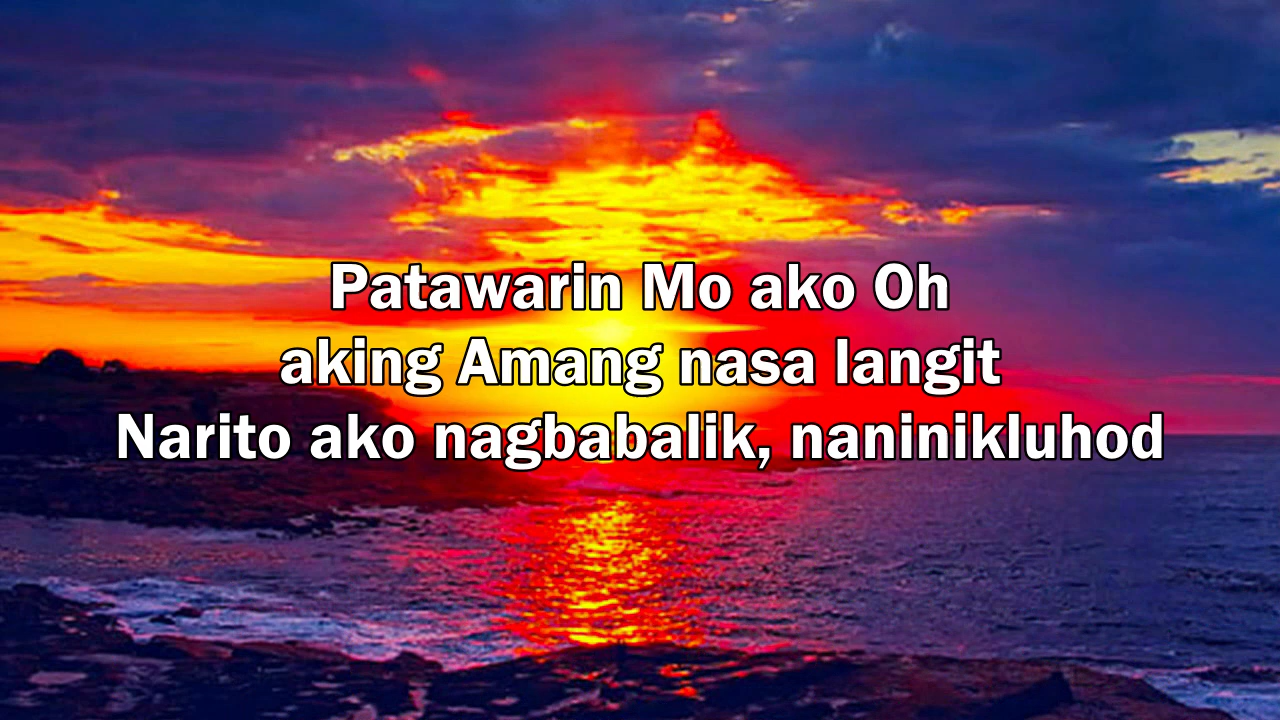 Patawarin Mo ako Oh
aking Amang nasa langit
Narito ako nagbabalik, naninikluhod